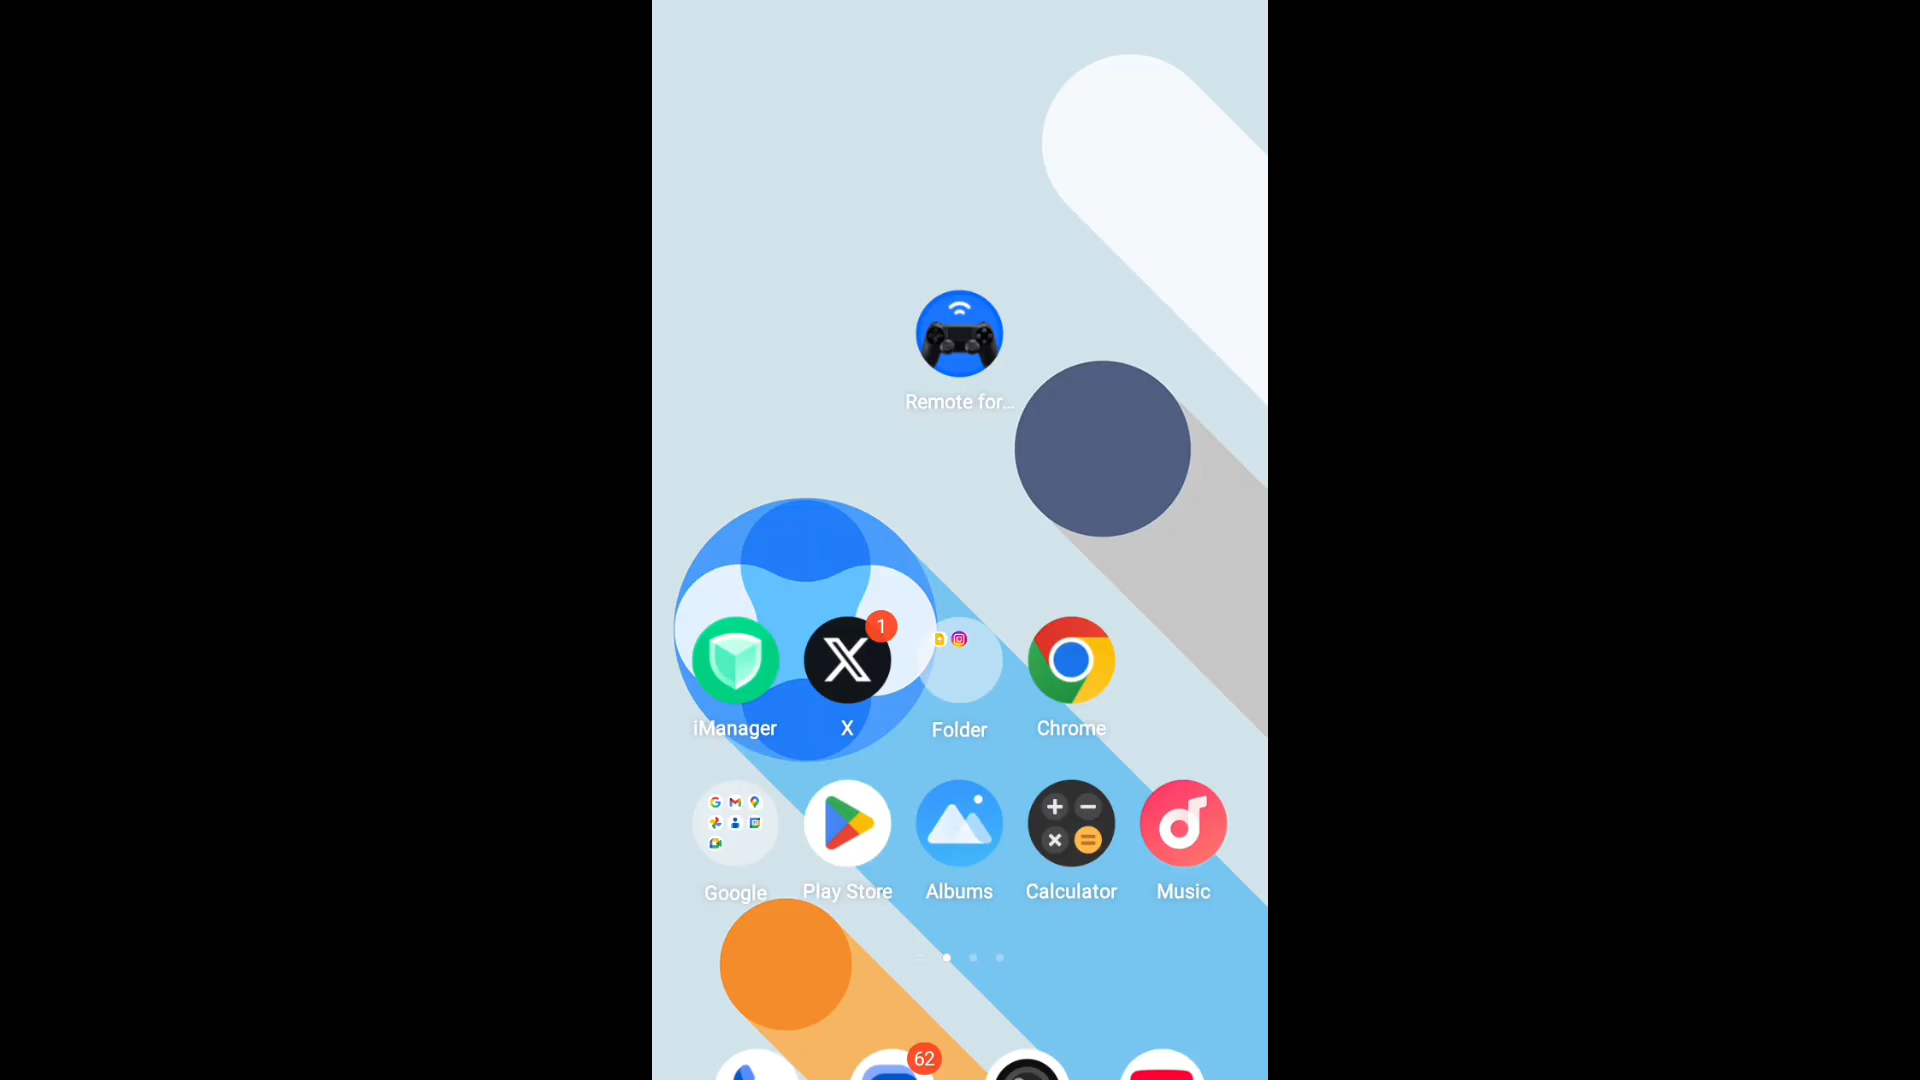 Remote for...
1
iManager
X
Folder
Chrome
Google
Play Store
Albums
Calculator
Music
62